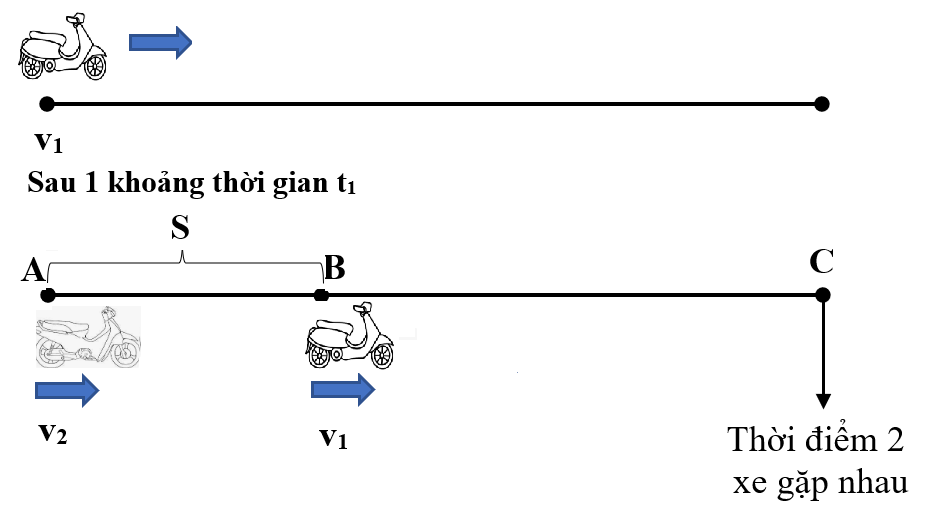 v₁
Sau 1 khoảng thời gian t₁
S
A B C
v₂ v₁
Thời điểm 2
xe gặp nhau